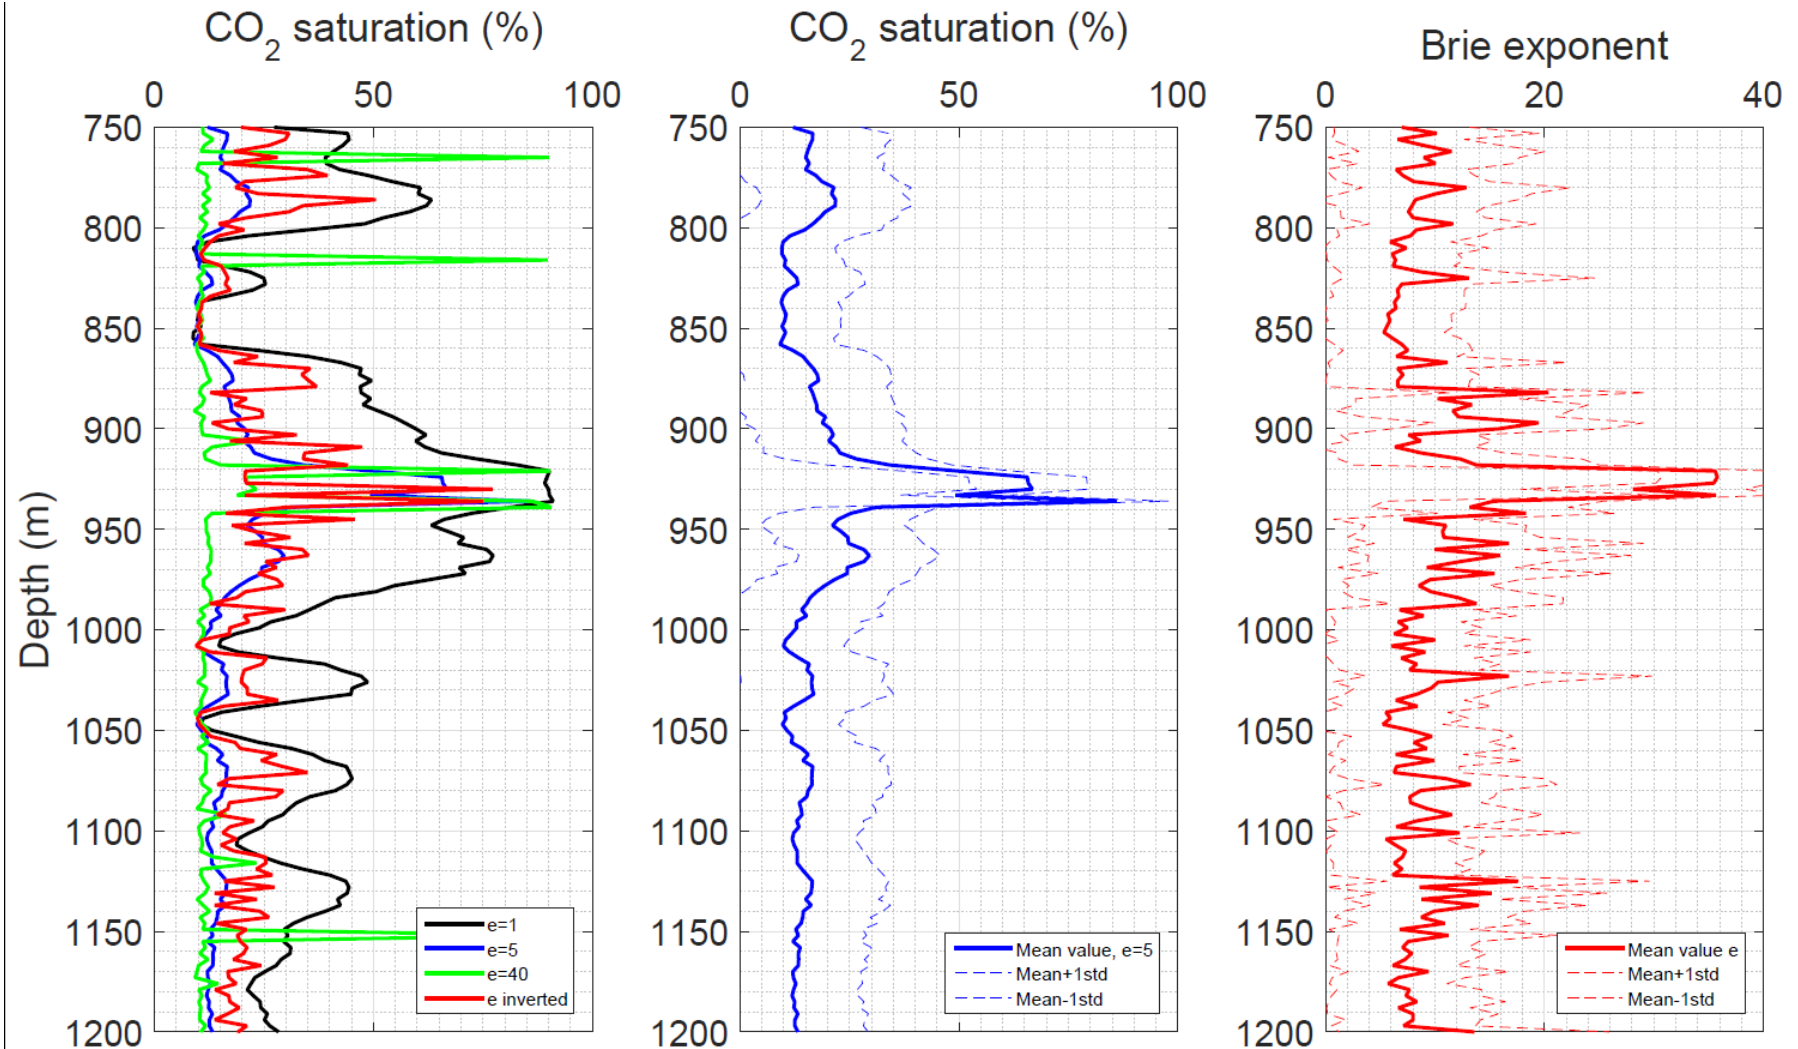 CO2 saturation (%)
0 50 100
750
800
850
900
950
1000
1050
1100
1150
1200
Depth (m)
e=1
e=5
e=40
e inverted
CO2 saturation (%)
0 50 100
750
800
850
900
950
1000
1050
1100
1150
1200
Mean value, e=5
Mean+1std
Mean-1std
Brie exponent
0 20 40
750
800
850
900
950
1000
1050
1100
1150
1200
Mean value e
Mean+1std
Mean-1std